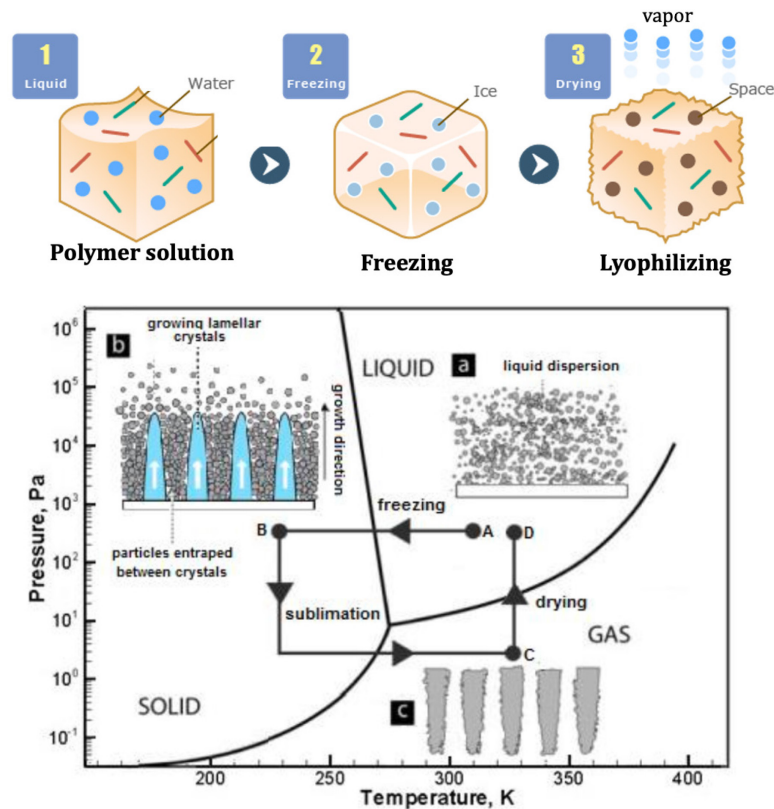 vapor
1
Liquid
Water
2
Freezing
Ice
3
Drying
Space
Polymer solution
Freezing
Lyophilizing
growing lamellar
crystals
b
growth direction
particles entraped
between crystals
LIQUID
a
liquid dispersion
freezing
B
A
D
sublimation
drying
C
GAS
SOLID
c
Pressure, Pa
10⁶
10⁵
10⁴
10³
10²
10¹
10⁰
10⁻¹
200
250
300
350
400
Temperature, K